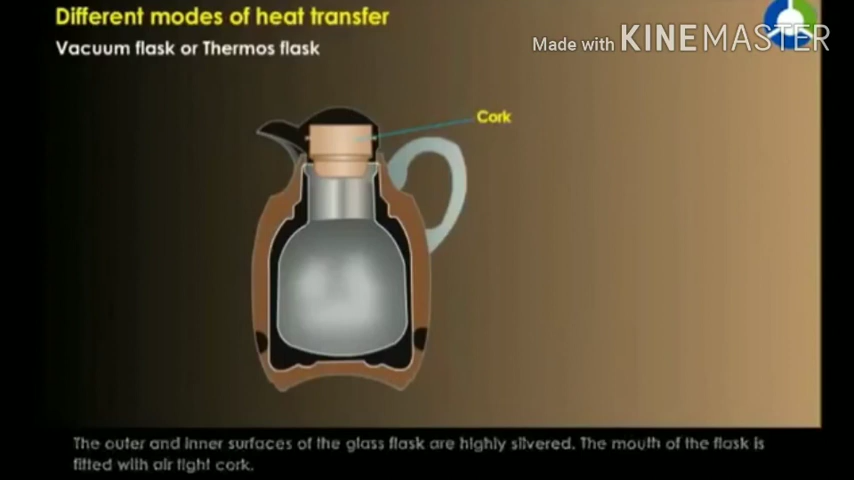 Different modes of heat transfer
Vacuum flask or Thermos flask
Made with KINEMASTER
Cork
The outer and inner surfaces of the glass flask are highly silvered. The mouth of the flask is
fitted with air tight cork.